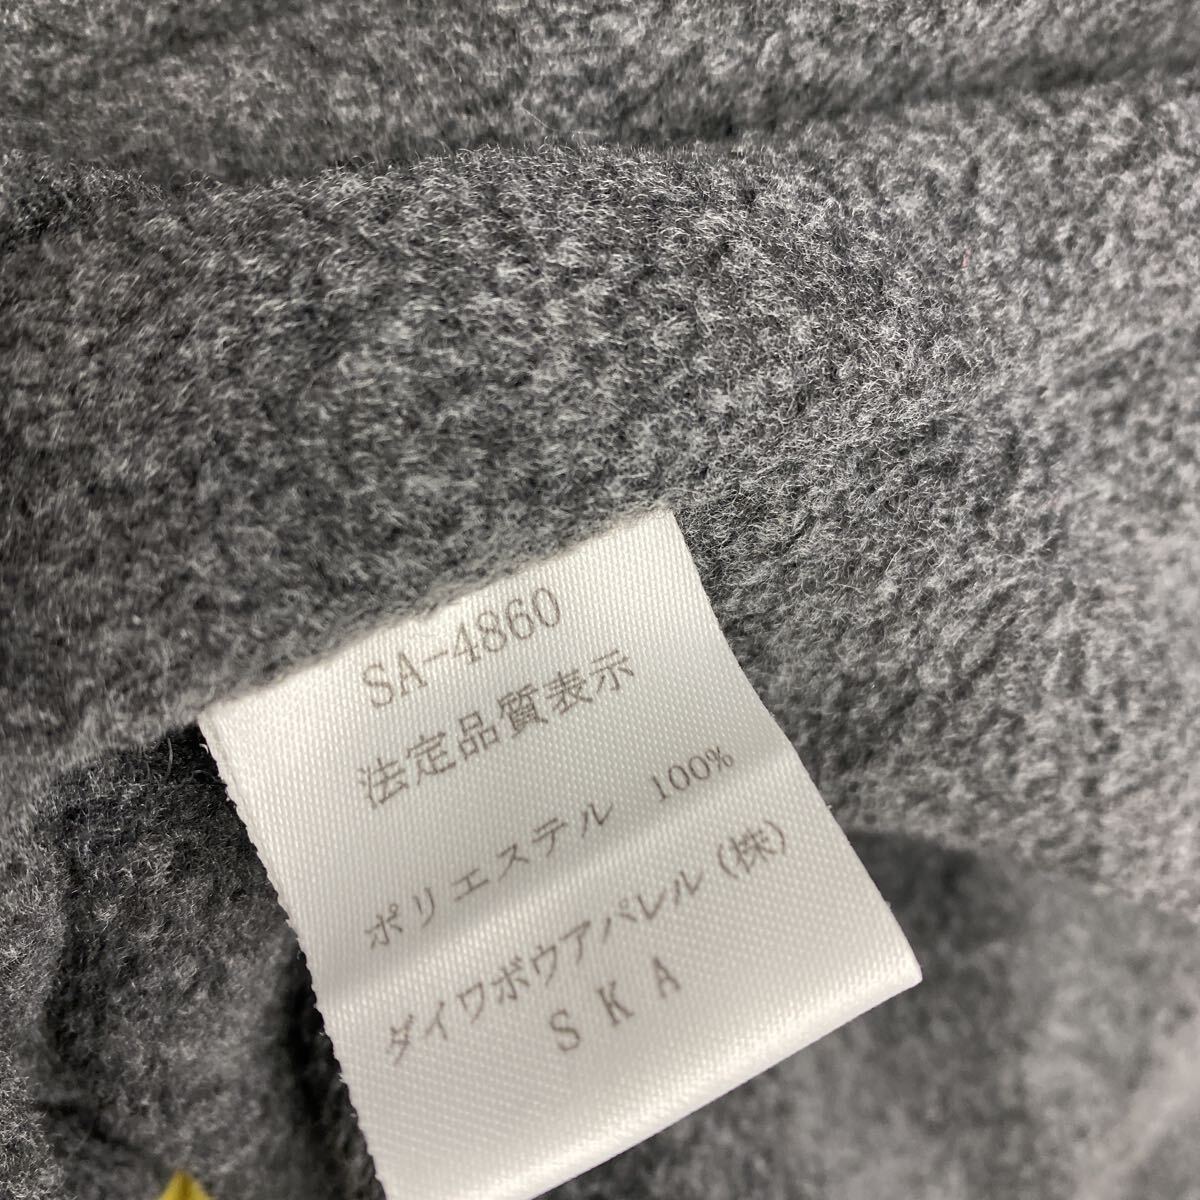 SA-4860
法定品質表示
ポリエステル 100%
ダイワボウアパレル(株)
SKA